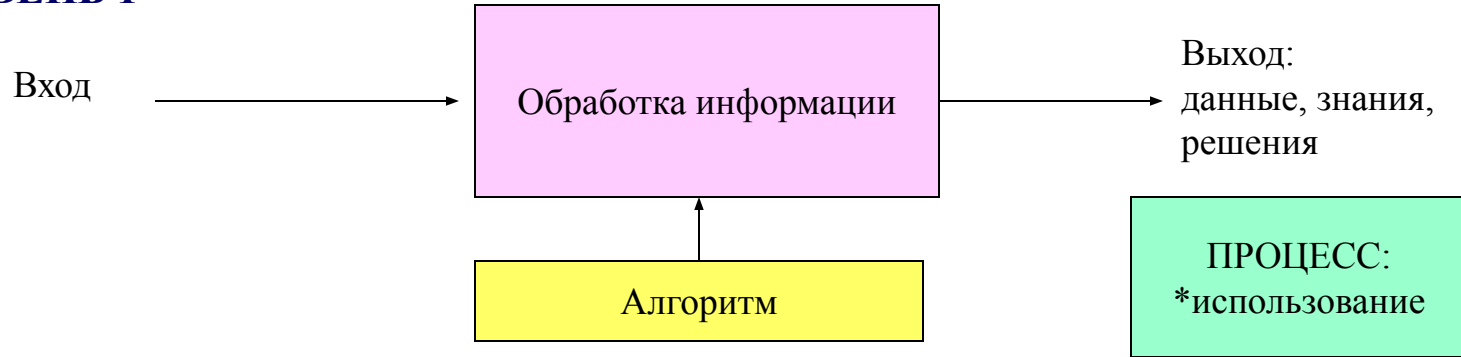 Вход
Обработка информации
Выход:
данные, знания,
решения
Алгоритм
ПРОЦЕСС:
*использование